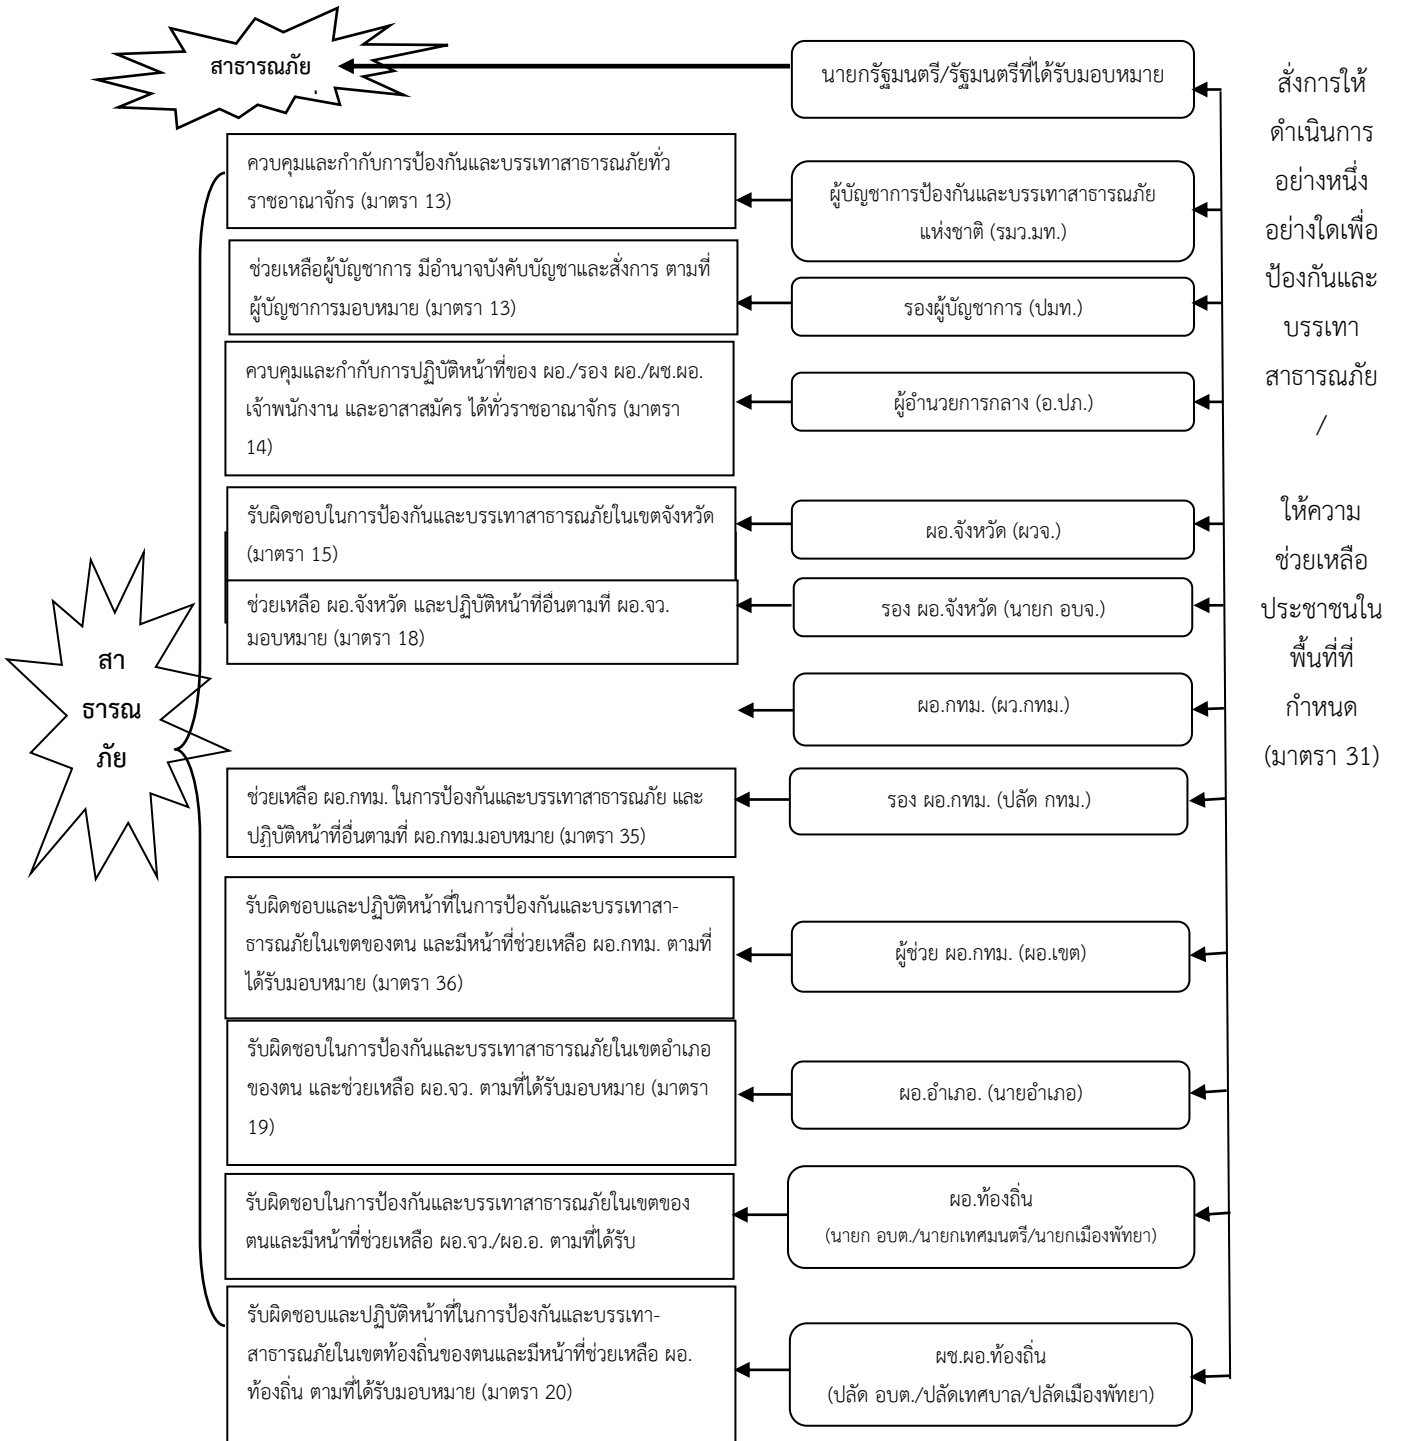 สาธารณภัย
นายกรัฐมนตรี/รัฐมนตรีที่ได้รับมอบหมาย
ควบคุมและกำกับการป้องกันและบรรเทาสาธารณภัยทั่ว
ราชอาณาจักร (มาตรา 13)
ผู้บัญชาการป้องกันและบรรเทาสาธารณภัย
แห่งชาติ (รมว.มท.)
ช่วยเหลือผู้บัญชาการ มีอำนาจบังคับบัญชาและสั่งการ ตามที่
ผู้บัญชาการมอบหมาย (มาตรา 13)
รองผู้บัญชาการ (ปมท.)
ควบคุมและกำกับการปฏิบัติหน้าที่ของ ผอ./รอง ผอ./ผช.ผอ.
เจ้าพนักงาน และอาสาสมัคร ได้ทั่วราชอาณาจักร (มาตรา
14)
ผู้อำนวยการกลาง (อ.ปภ.)
รับผิดชอบในการป้องกันและบรรเทาสาธารณภัยในเขตจังหวัด
(มาตรา 15)
ผอ.จังหวัด (ผวจ.)
ช่วยเหลือ ผอ.จังหวัด และปฏิบัติหน้าที่อื่นตามที่ ผอ.จว.
มอบหมาย (มาตรา 18)
รอง ผอ.จังหวัด (นายก อบจ.)
ผอ.กทม. (ผว.กทม.)
ช่วยเหลือ ผอ.กทม. ในการป้องกันและบรรเทาสาธารณภัย และ
ปฏิบัติหน้าที่อื่นตามที่ ผอ.กทม.มอบหมาย (มาตรา 35)
รอง ผอ.กทม. (ปลัด กทม.)
รับผิดชอบและปฏิบัติหน้าที่ในการป้องกันและบรรเทาสา-
ธารณภัยในเขตของตน และมีหน้าที่ช่วยเหลือ ผอ.กทม. ตามที่
ได้รับมอบหมาย (มาตรา 36)
ผู้ช่วย ผอ.กทม. (ผอ.เขต)
รับผิดชอบในการป้องกันและบรรเทาสาธารณภัยในเขตอำเภอ
ของตน และช่วยเหลือ ผอ.จว. ตามที่ได้รับมอบหมาย (มาตรา
19)
ผอ.อำเภอ. (นายอำเภอ)
รับผิดชอบในการป้องกันและบรรเทาสาธารณภัยในเขตของ
ตนและมีหน้าที่ช่วยเหลือ ผอ.จว./ผอ.อ. ตามที่ได้รับ
ผอ.ท้องถิ่น
(นายก อบต./นายกเทศมนตรี/นายกเมืองพัทยา)
รับผิดชอบและปฏิบัติหน้าที่ในการป้องกันและบรรเทา-
สาธารณภัยในเขตท้องถิ่นของตนและมีหน้าที่ช่วยเหลือ ผอ.
ท้องถิ่น ตามที่ได้รับมอบหมาย (มาตรา 20)
ผช.ผอ.ท้องถิ่น
(ปลัด อบต./ปลัดเทศบาล/ปลัดเมืองพัทยา)
สา
ธารณ
ภัย
สั่งการให้
ดำเนินการ
อย่างหนึ่ง
อย่างใดเพื่อ
ป้องกันและ
บรรเทา
สาธารณภัย
/
ให้ความ
ช่วยเหลือ
ประชาชนใน
พื้นที่ที่
กำหนด
(มาตรา 31)